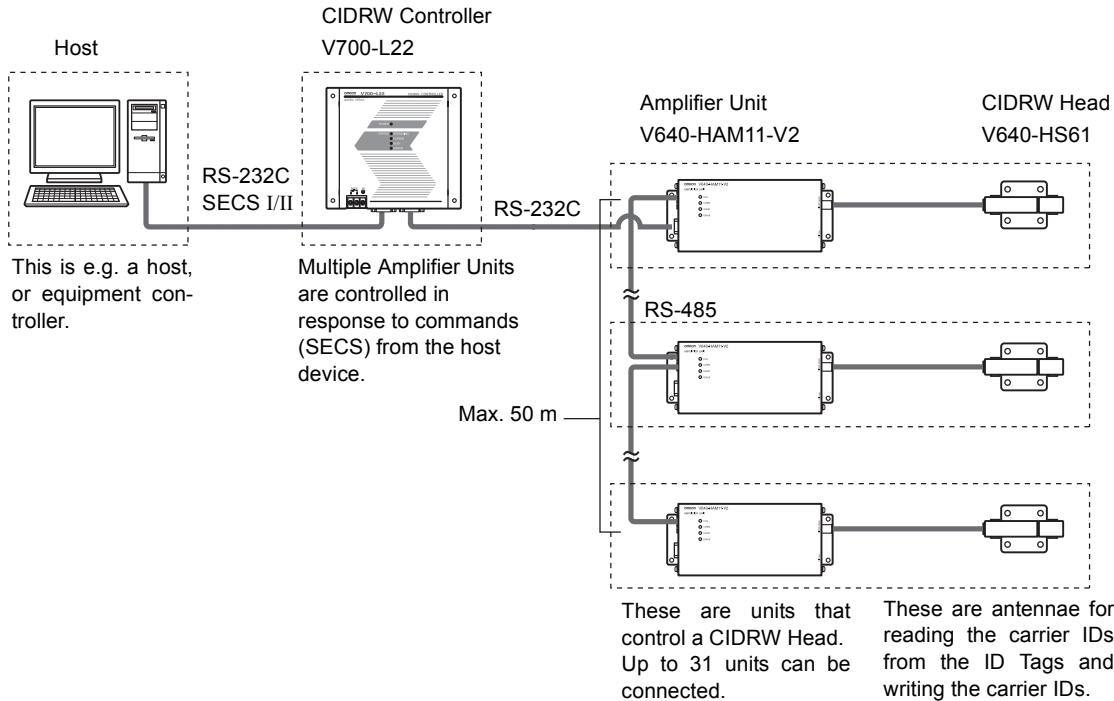 CIDRW Controller
Host
V700-L22
Amplifier Unit
V640-HAM11-V2
CIDRW Head
V640-HS61
RS-232C
SECS I/II
RS-232C
This is e.g. a host,
or equipment con-
troller.
Multiple Amplifier Units
are controlled in
response to commands
(SECS) from the host
device.
RS-485
Max. 50 m
These are units that
control a CIDRW Head.
Up to 31 units can be
connected.
These are antennae for
reading the carrier IDs
from the ID Tags and
writing the carrier IDs.